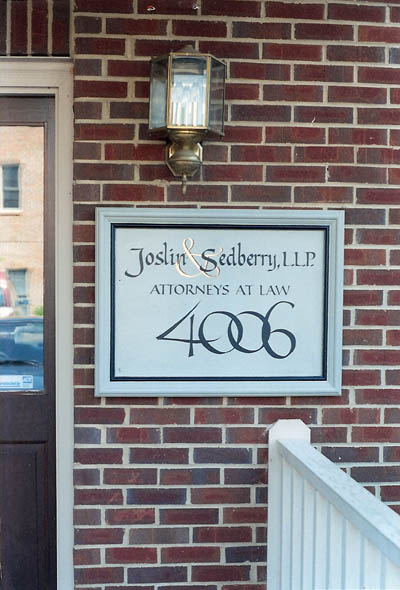 Joslin & Sedberry, L.L.P.
ATTORNEYS AT LAW
4006